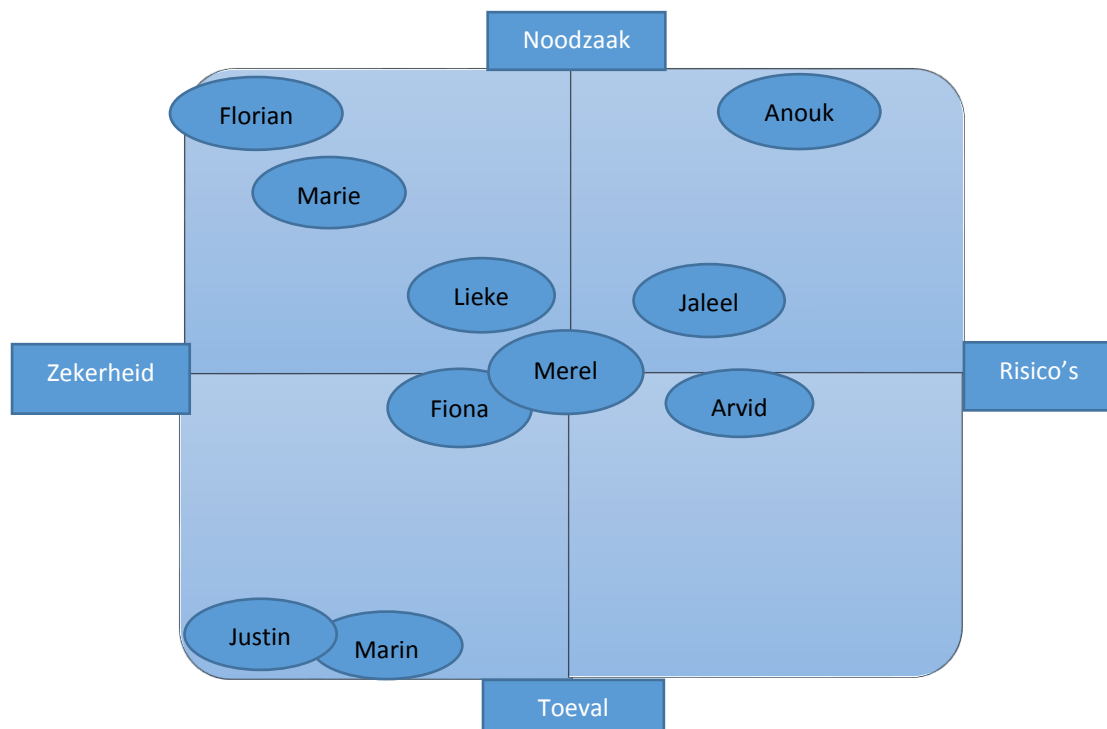 Noodzaak
Florian
Anouk
Marie
Lieke
Jaleel
Zekerheid
Merel
Risico’s
Fiona
Arvid
Justin
Marin
Toeval